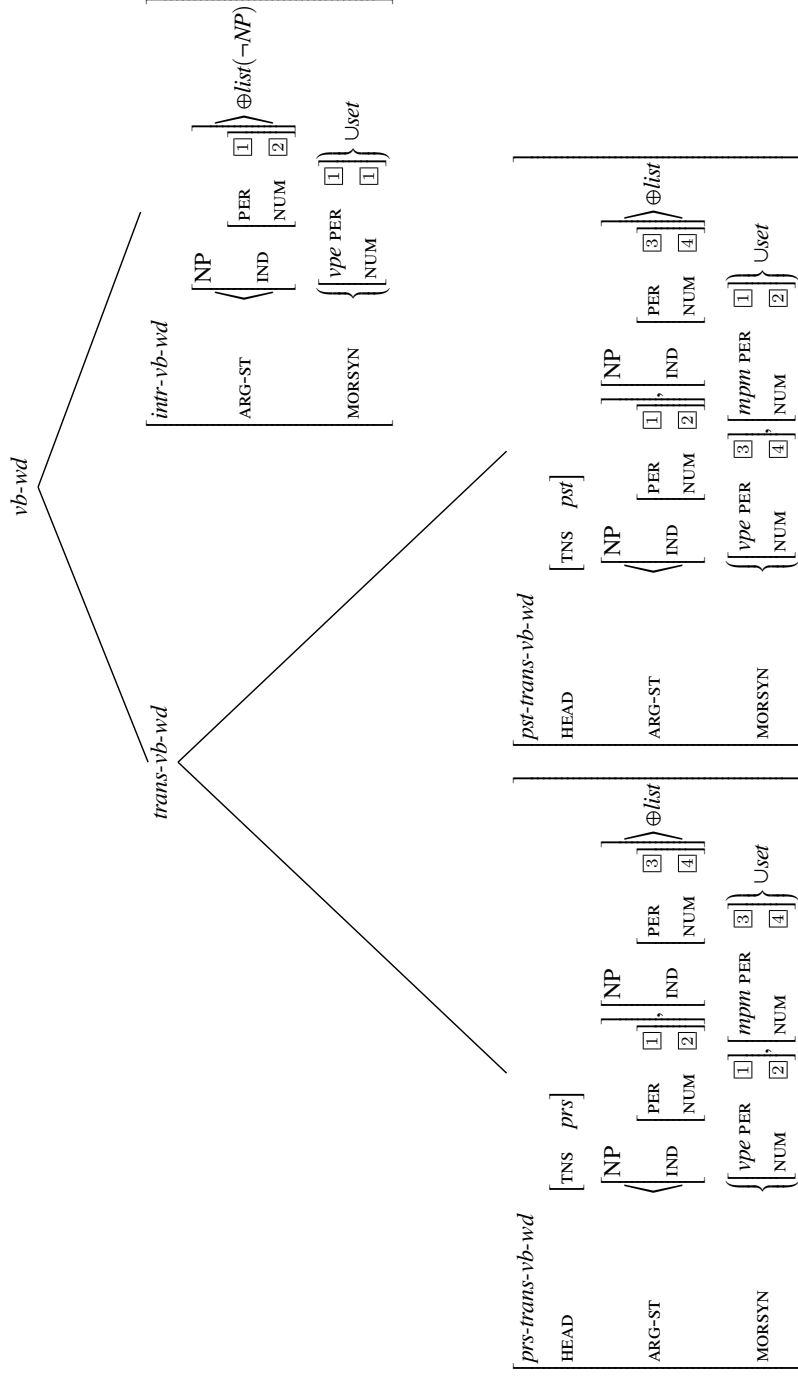 vb-wd
trans-vb-wd
intr-vb-wd
ARG-ST ⟨[NP IND [PER 1 NUM 2]]⟩ ⊕list(¬NP)
MORSYN {[vpe PER 1 NUM 1]} ∪set
prs-trans-vb-wd
HEAD [TNS prs]
ARG-ST ⟨[NP IND [PER 1 NUM 2]], [NP IND [PER 3 NUM 4]]⟩ ⊕list
MORSYN {[vpe PER 1 NUM 2], [mpm PER 3 NUM 4]} ∪set
pst-trans-vb-wd
HEAD [TNS pst]
ARG-ST ⟨[NP IND [PER 1 NUM 2]], [NP IND [PER 3 NUM 4]]⟩ ⊕list
MORSYN {[vpe PER 3 NUM 4], [mpm PER 1 NUM 2]} ∪set